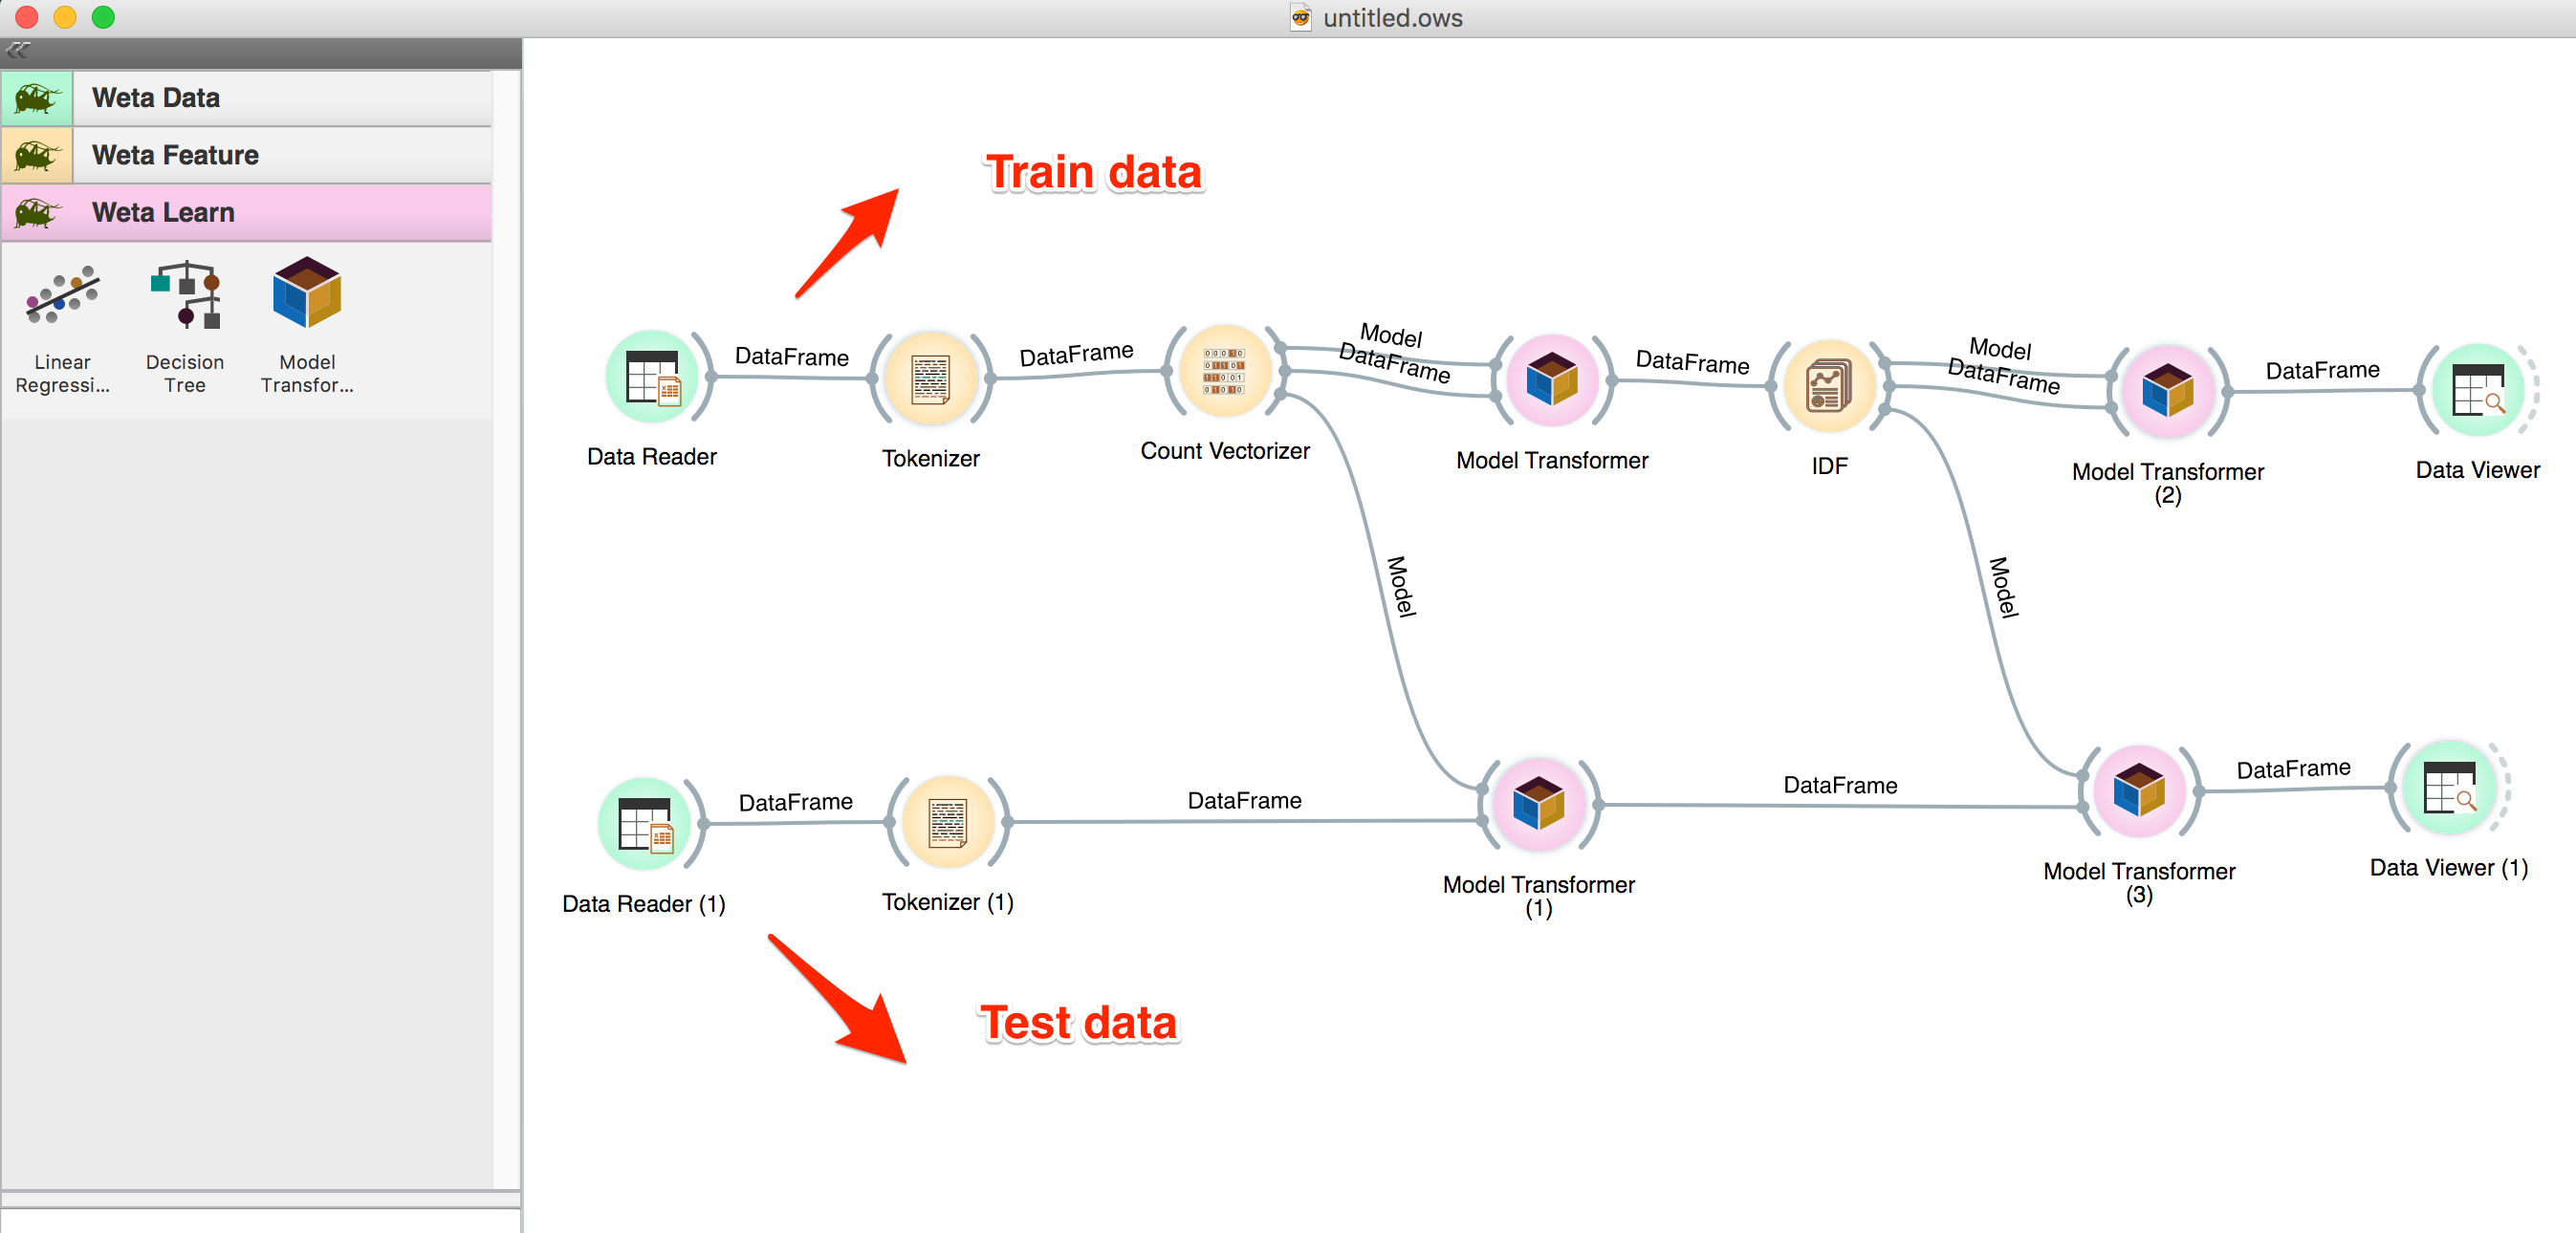 untitled.ows
Weta Data
Weta Feature
Weta Learn
Linear
Regressi...
Decision
Tree
Model
Transfor...
Train data
DataFrame
DataFrame
Model
DataFrame
DataFrame
Model
DataFrame
DataFrame
Data Reader
Tokenizer
Count Vectorizer
Model Transformer
IDF
Model Transformer
(2)
Data Viewer
Model
Model
DataFrame
DataFrame
DataFrame
DataFrame
Data Reader (1)
Tokenizer (1)
Model Transformer
(1)
Model Transformer
(3)
Data Viewer (1)
Test data